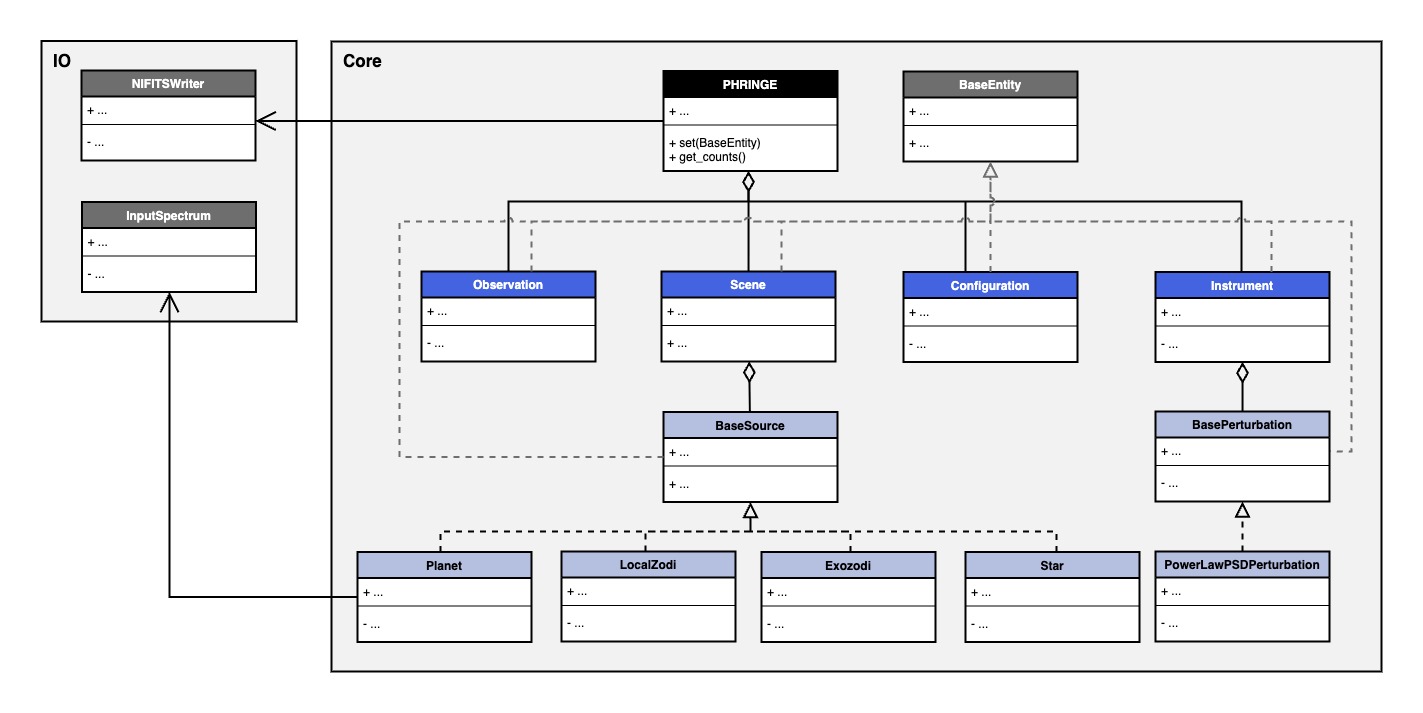 IO
NIFITSWriter
+ ...
- ...
InputSpectrum
+ ...
- ...
Core
PHRINGE
+ ...
+ set(BaseEntity)
+ get_counts()
BaseEntity
+ ...
+ ...
Observation
+ ...
- ...
Scene
+ ...
+ ...
Configuration
+ ...
- ...
Instrument
+ ...
- ...
BaseSource
+ ...
+ ...
BasePerturbation
+ ...
- ...
Planet
+ ...
- ...
LocalZodi
+ ...
- ...
Exozodi
+ ...
- ...
Star
+ ...
- ...
PowerLawPSDPerturbation
+ ...
- ...